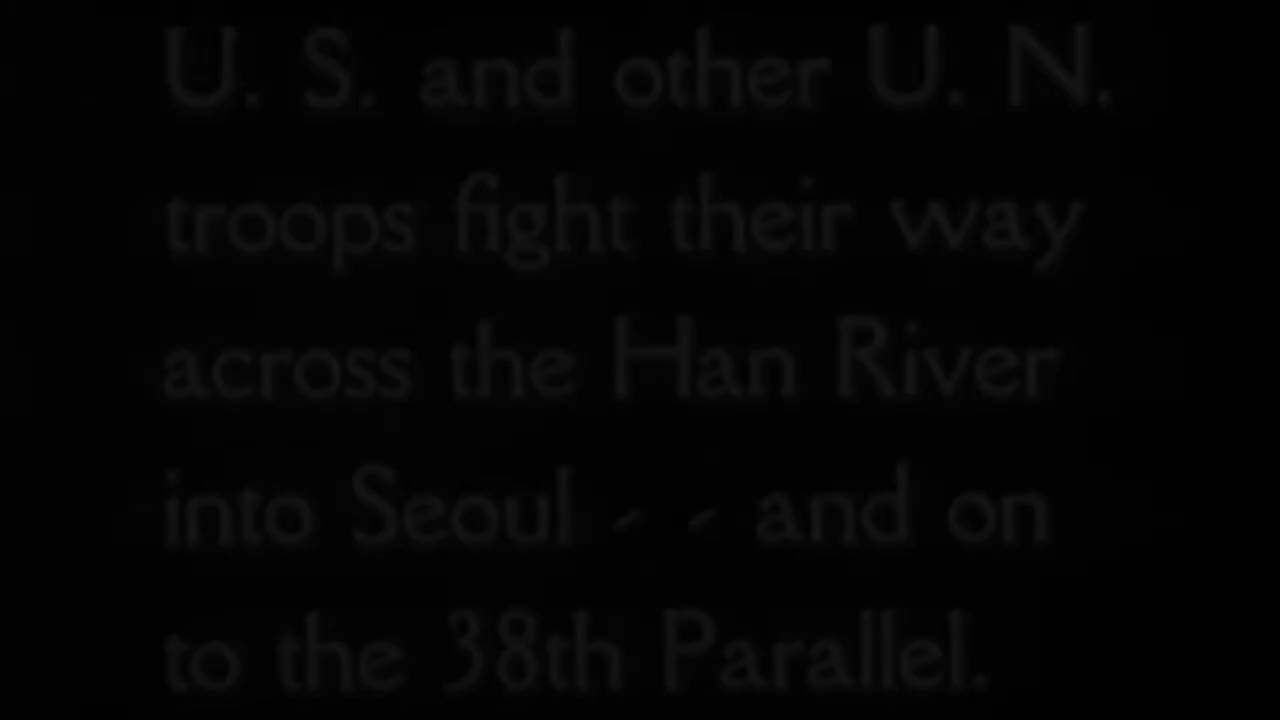 U. S. and other U. N.
troops fight their way
across the Han River
into Seoul - - and on
to the 38th Parallel.